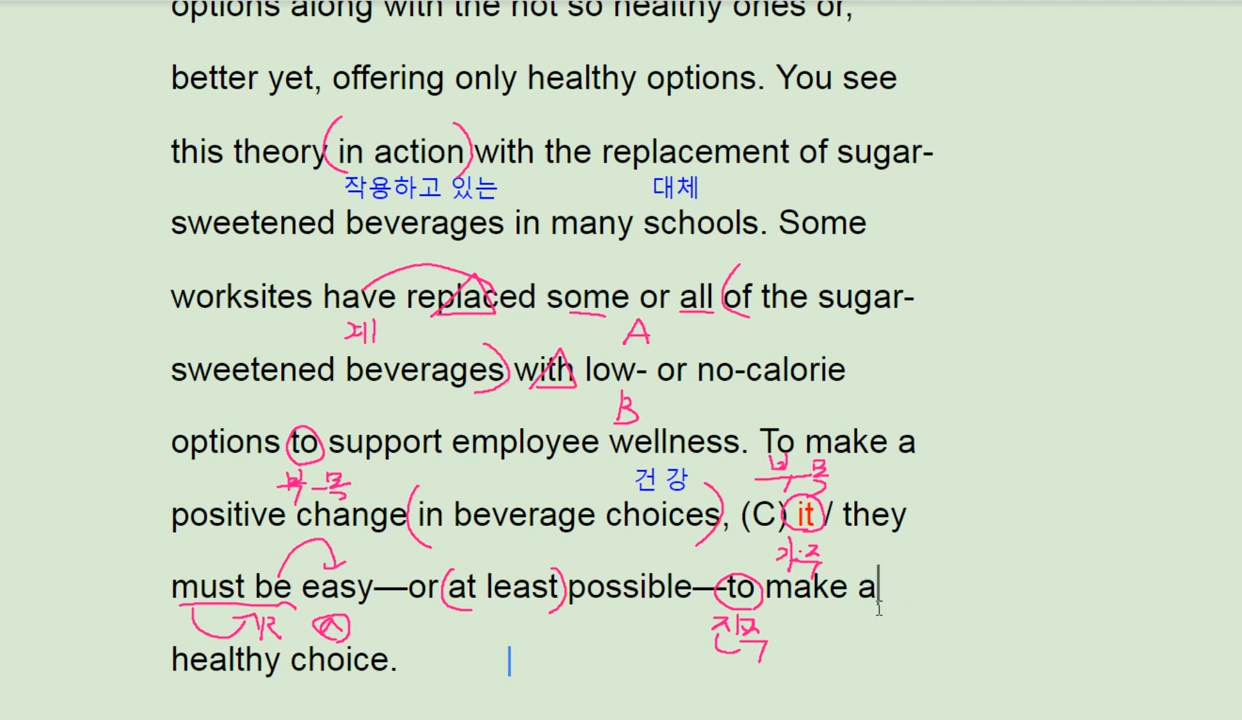 options along with the not so healthy ones or,
better yet, offering only healthy options. You see
this theory in action with the replacement of sugar-
작용하고 있는 대체
sweetened beverages in many schools. Some
worksites have replaced some or all of the sugar-
A
sweetened beverages with low- or no-calorie
B
options to support employee wellness. To make a
부-목 건 강 부목
positive change in beverage choices, (C) it / they
가주
must be easy—or at least possible—to make a
진주
healthy choice.